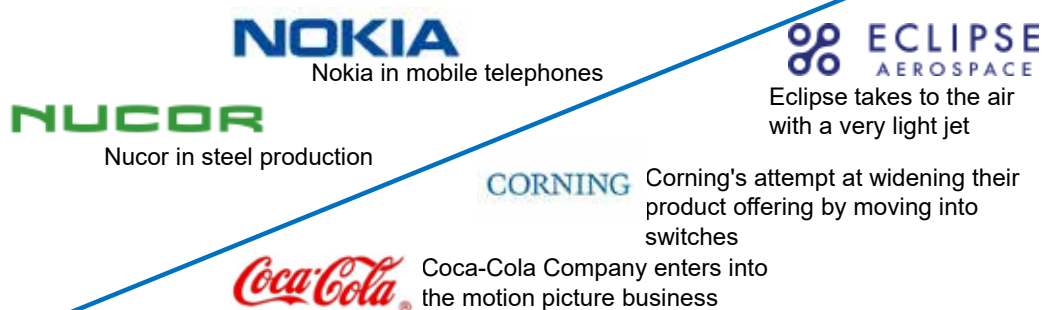 NOKIA
Nokia in mobile telephones
ECLIPSE
AEROSPACE
Eclipse takes to the air
with a very light jet
NUCOR
Nucor in steel production
CORNING
Corning's attempt at widening their
product offering by moving into
switches
Coca-Cola ®
Coca-Cola Company enters into
the motion picture business